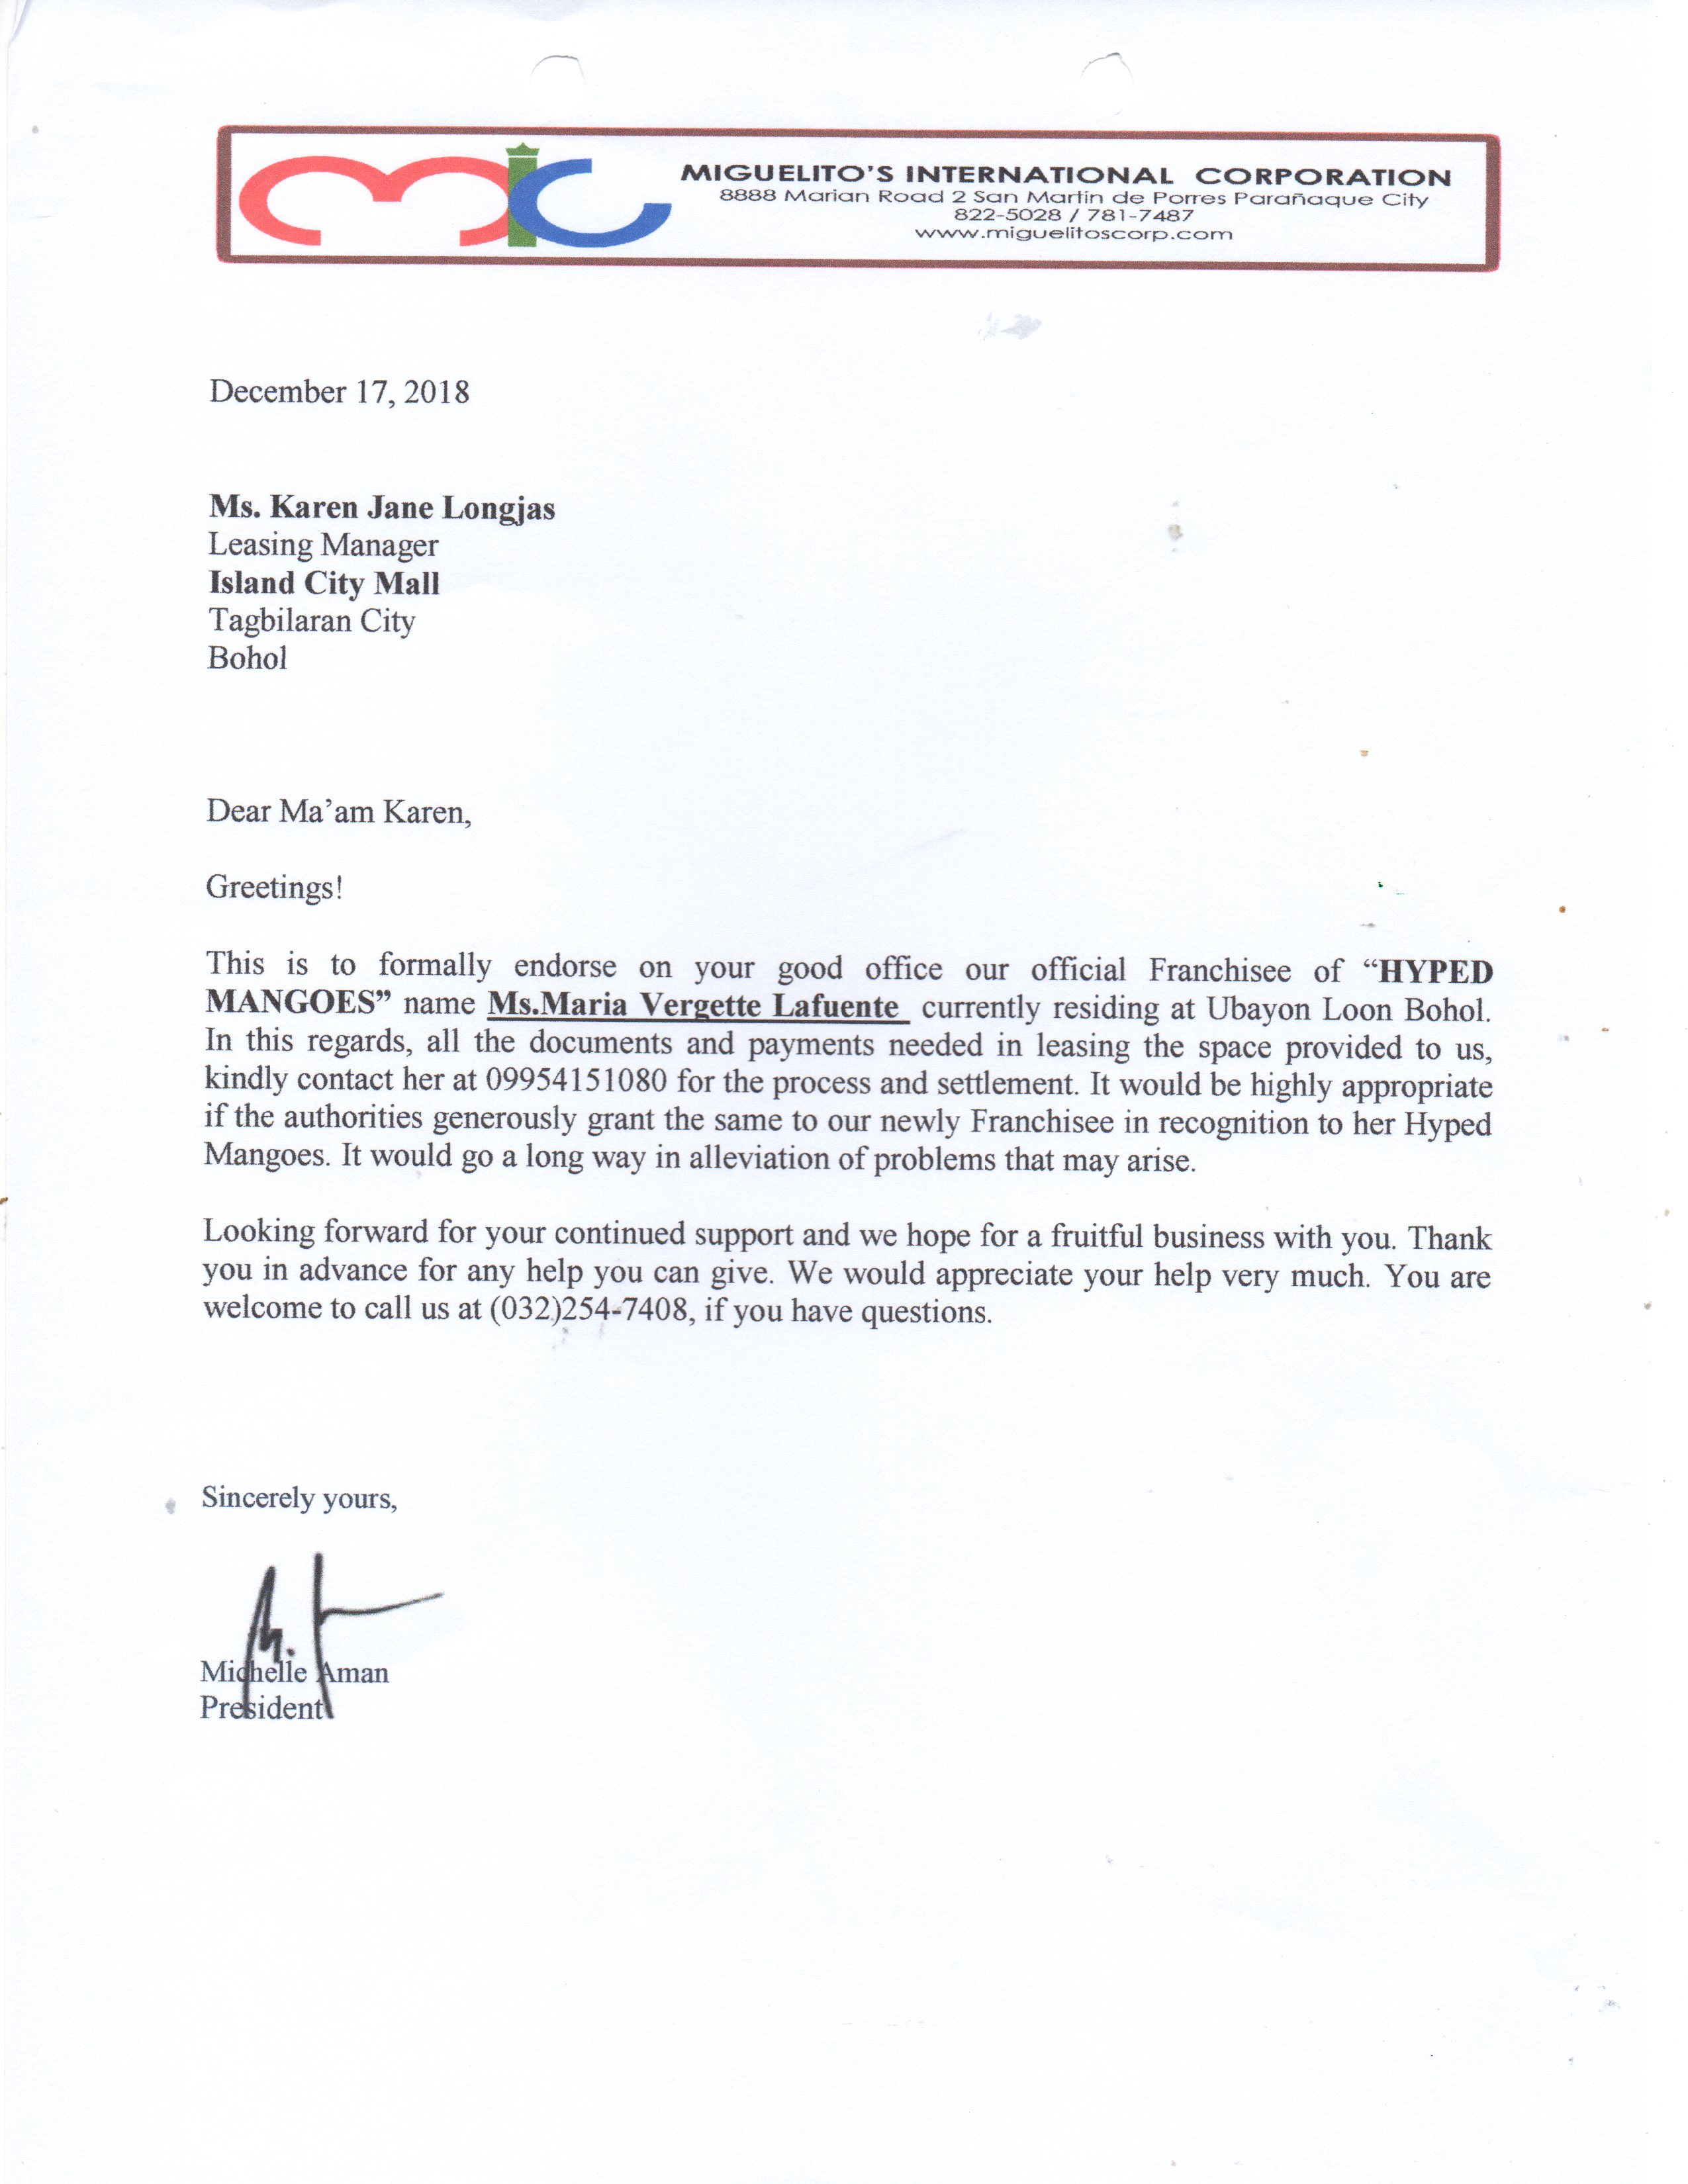 mic
MIGUELITO'S INTERNATIONAL CORPORATION
8888 Marian Road 2 San Martin de Porres Parañaque City
822-5028 / 781-7487
www.miguelitoscorp.com
December 17, 2018
Ms. Karen Jane Longjas
Leasing Manager
Island City Mall
Tagbilaran City
Bohol
Dear Ma'am Karen,
Greetings!
This is to formally endorse on your good office our official Franchisee of “HYPED
MANGOES” name Ms.Maria Vergette Lafuente currently residing at Ubayon Loon Bohol.
In this regards, all the documents and payments needed in leasing the space provided to us,
kindly contact her at 09954151080 for the process and settlement. It would be highly appropriate
if the authorities generously grant the same to our newly Franchisee in recognition to her Hyped
Mangoes. It would go a long way in alleviation of problems that may arise.
Looking forward for your continued support and we hope for a fruitful business with you. Thank
you in advance for any help you can give. We would appreciate your help very much. You are
welcome to call us at (032)254-7408, if you have questions.
Sincerely yours,
Michelle Aman
President